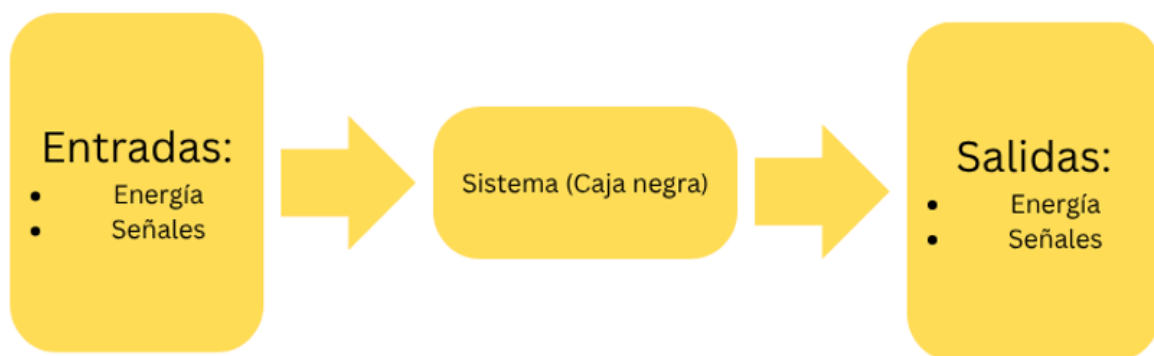 Entradas:
• Energía
• Señales
Sistema (Caja negra)
Salidas:
• Energía
• Señales